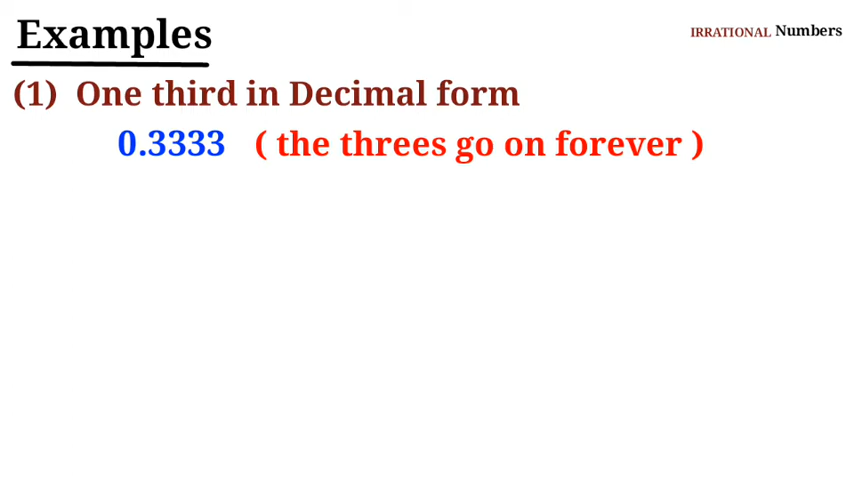 Examples
IRRATIONAL Numbers
(1) One third in Decimal form
0.3333 ( the threes go on forever )